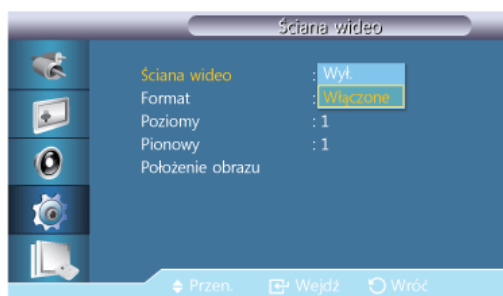 Ściana wideo
Ściana wideo : Wył.
Format : Włączone
Poziomy : 1
Pionowy : 1
Położenie obrazu
Przen. Wejdź Wróć